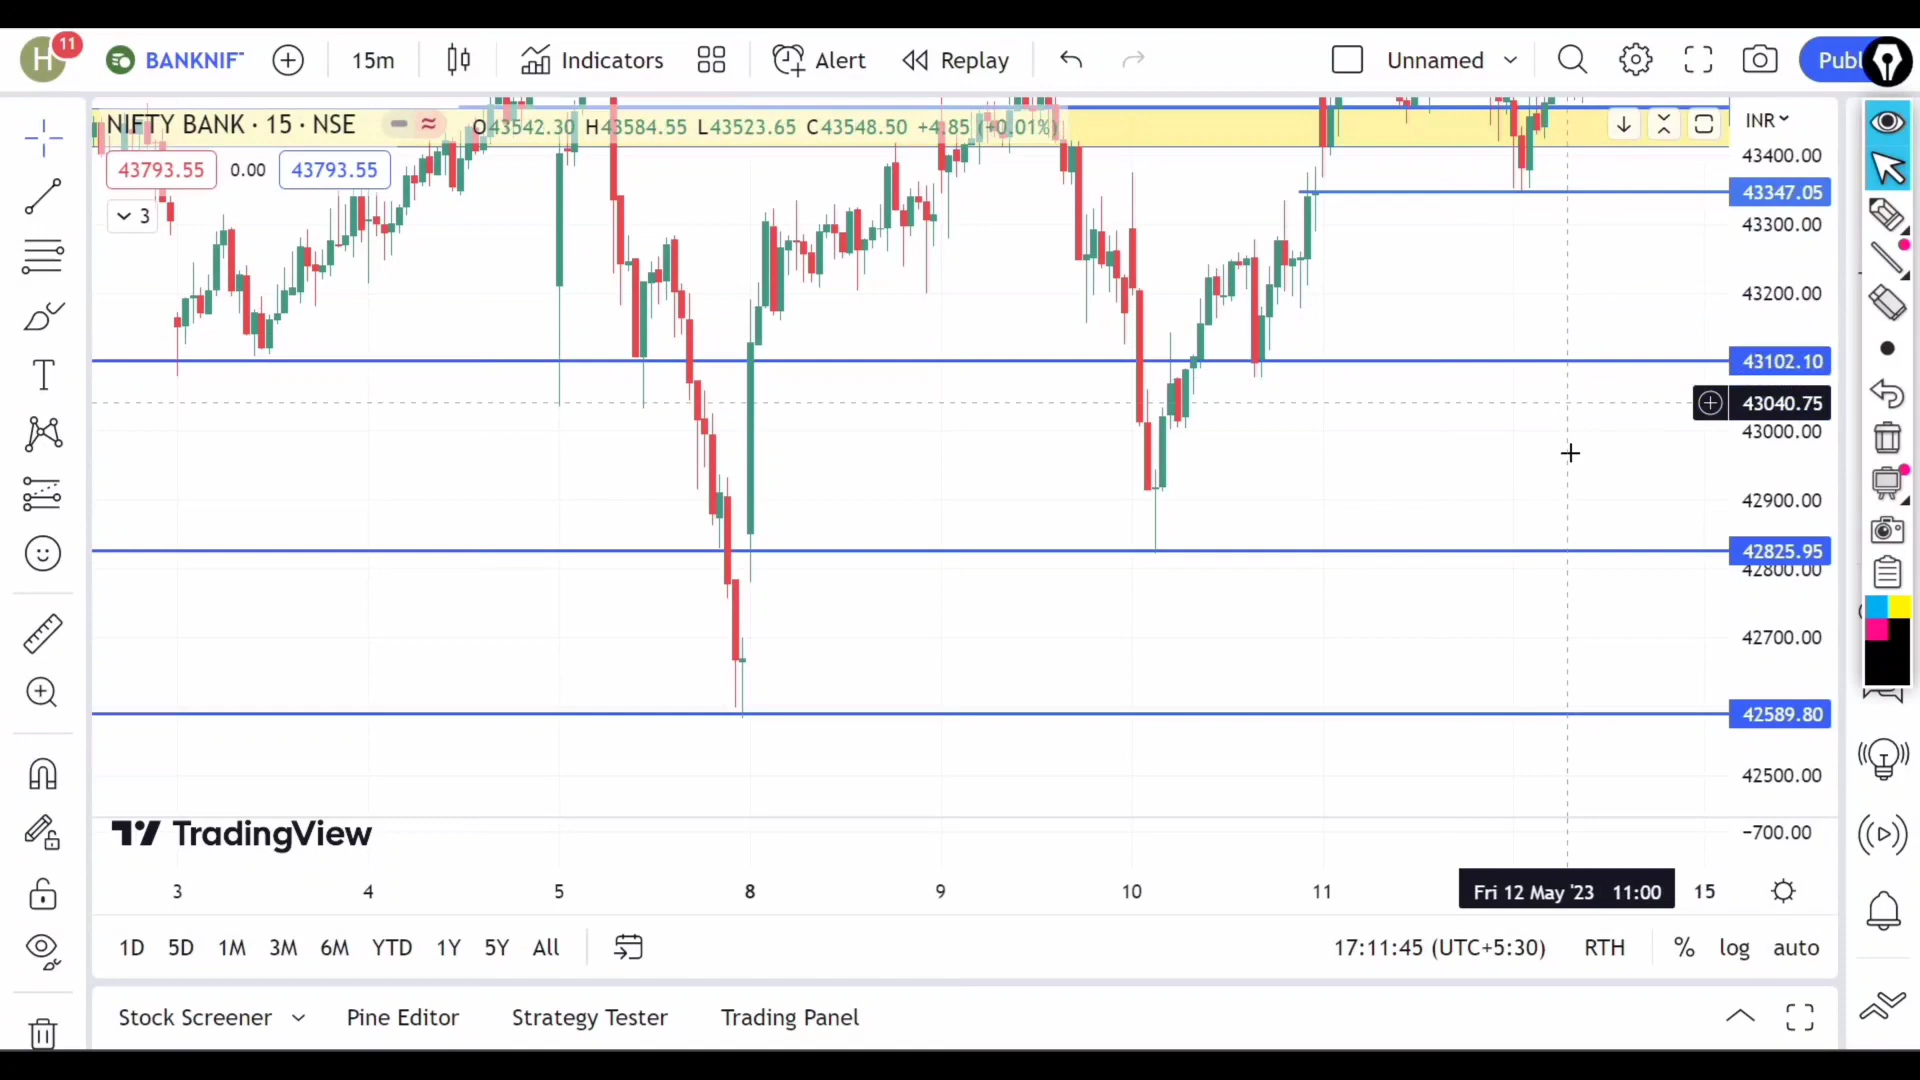 H 11 BANKNIF 15m Indicators Alert Replay Unnamed Publ
NIFTY BANK · 15 · NSE O43542.30 H43584.55 L43523.65 C43548.50 +4.85 (+0.01%) INR
43793.55 0.00 43793.55
3
43400.00
43347.05
43300.00
43200.00
43102.10
43040.75
43000.00
42900.00
42825.95
42800.00
42700.00
42589.80
42500.00
−700.00
TradingView
3 4 5 8 9 10 11 Fri 12 May '23 11:00 15
1D 5D 1M 3M 6M YTD 1Y 5Y All 17:11:45 (UTC+5:30) RTH % log auto
Stock Screener Pine Editor Strategy Tester Trading Panel